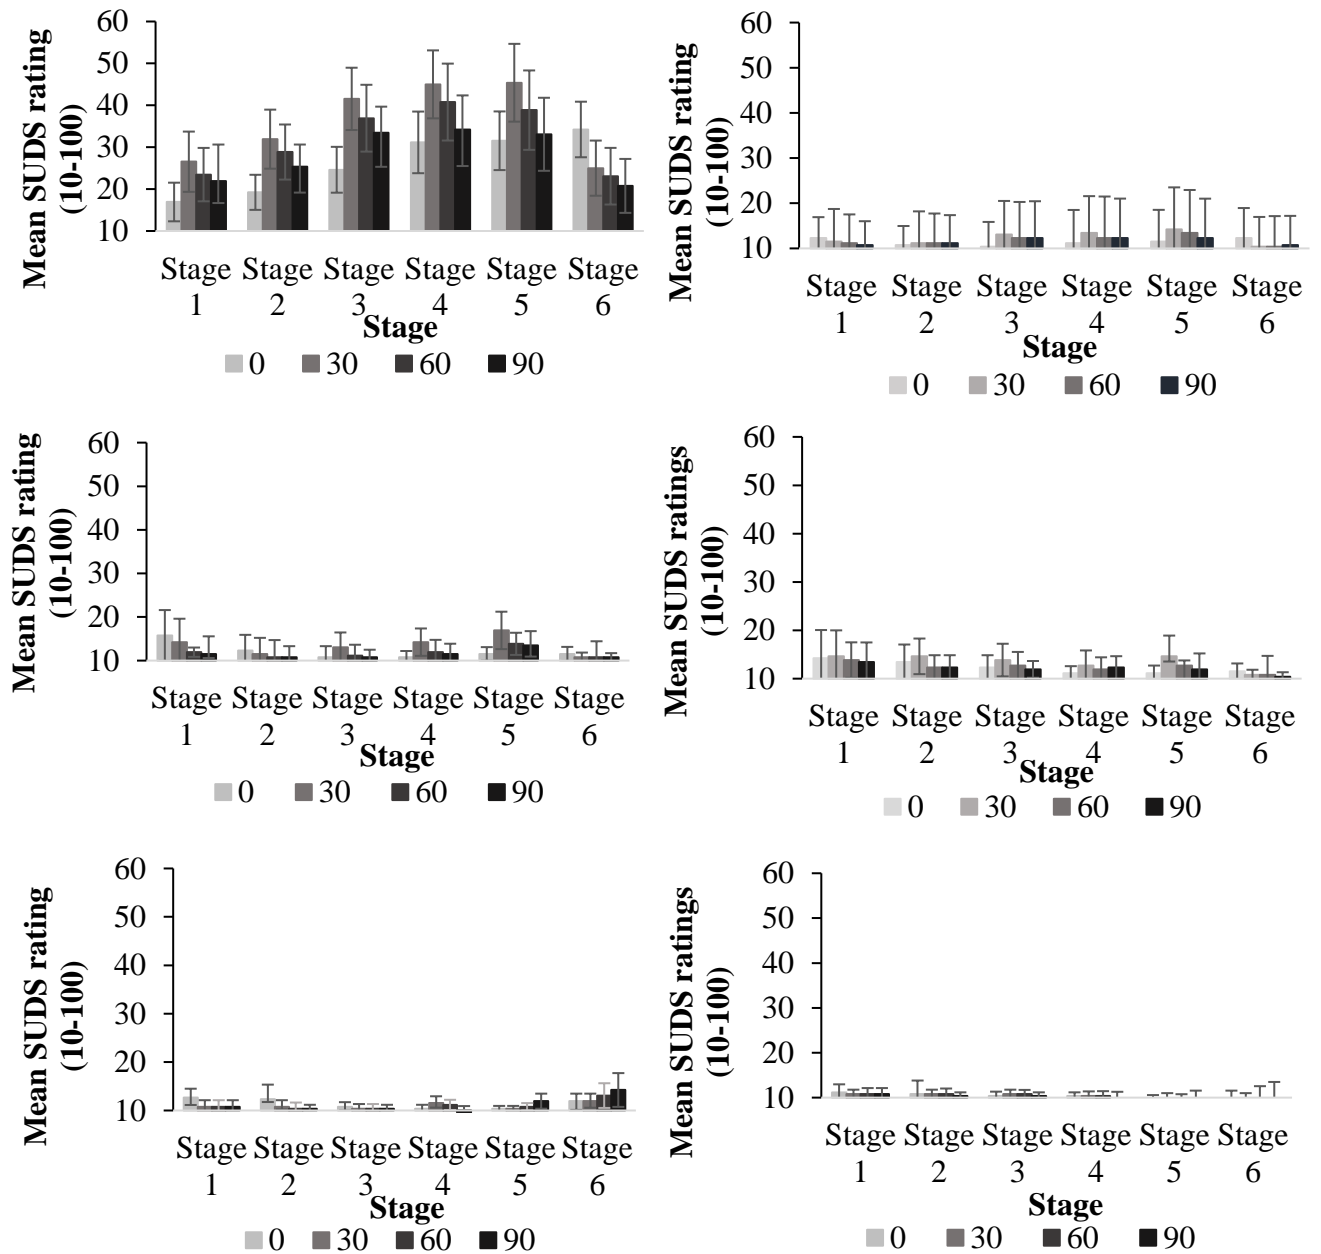 Mean SUDS rating
(10-100)
60
50
40
30
20
10
Stage 1
Stage 2
Stage 3
Stage 4
Stage 5
Stage 6
Stage
0 30 60 90
Mean SUDS rating
(10-100)
60
50
40
30
20
10
Stage 1
Stage 2
Stage 3
Stage 4
Stage 5
Stage 6
Stage
0 30 60 90
Mean SUDS rating
(10-100)
60
50
40
30
20
10
Stage 1
Stage 2
Stage 3
Stage 4
Stage 5
Stage 6
Stage
0 30 60 90
Mean SUDS ratings
(10-100)
60
50
40
30
20
10
Stage 1
Stage 2
Stage 3
Stage 4
Stage 5
Stage 6
Stage
0 30 60 90
Mean SUDS rating
(10-100)
60
50
40
30
20
10
Stage 1
Stage 2
Stage 3
Stage 4
Stage 5
Stage 6
Stage
0 30 60 90
Mean SUDS ratings
(10-100)
60
50
40
30
20
10
Stage 1
Stage 2
Stage 3
Stage 4
Stage 5
Stage 6
Stage
0 30 60 90